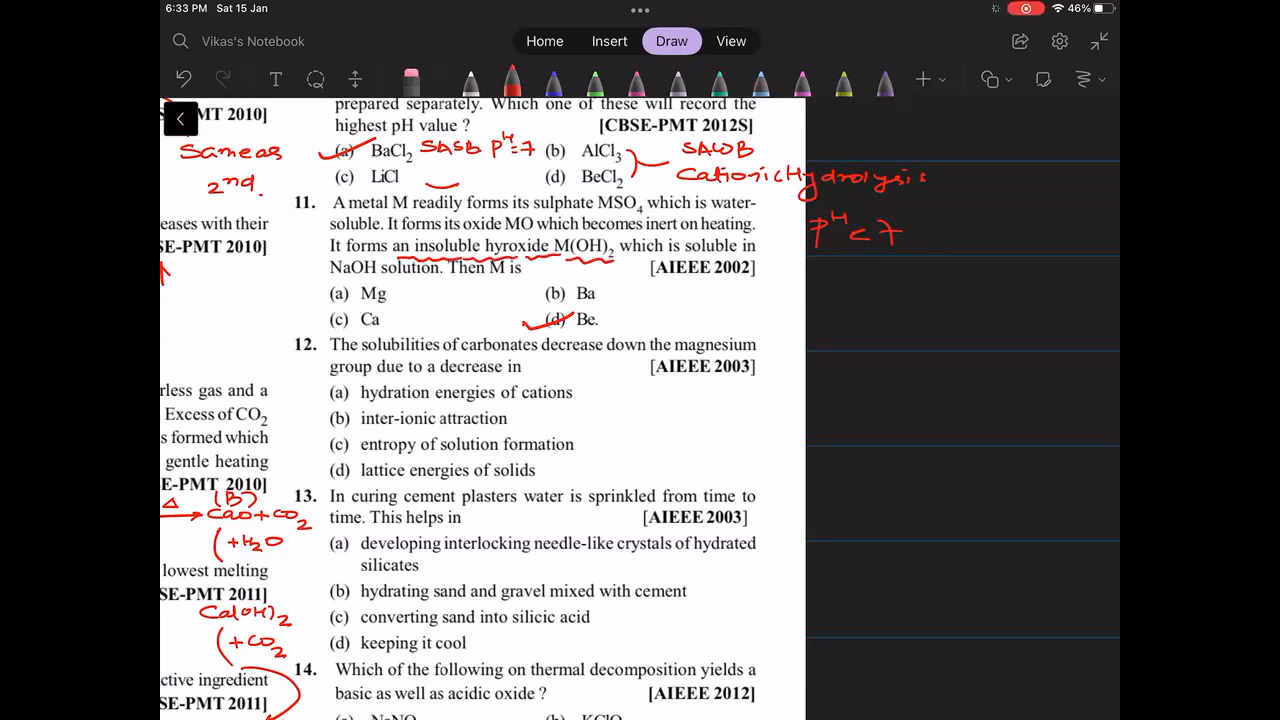 6:33 PM Sat 15 Jan
46%
Vikas's Notebook
Home Insert Draw View
MT 2010]
Same as
2nd.
eases with their
SE-PMT 2010]
rless gas and a
Excess of CO₂
s formed which
gentle heating
E-PMT 2010]
Δ (B)
CaO + CO₂
+H₂O
lowest melting
SE-PMT 2011]
Ca(OH)₂
+CO₂
ctive ingredient
SE-PMT 2011]
prepared separately. Which one of these will record the
highest pH value ? [CBSE-PMT 2012S]
(a) BaCl₂ SASB pH=7 (b) AlCl₃ SAWB
(c) LiCl (d) BeCl₂ Cationic Hydrolysis
pH < 7
11. A metal M readily forms its sulphate MSO₄ which is water-
soluble. It forms its oxide MO which becomes inert on heating.
It forms an insoluble hyroxide M(OH)₂ which is soluble in
NaOH solution. Then M is [AIEEE 2002]
(a) Mg (b) Ba
(c) Ca (d) Be.
12. The solubilities of carbonates decrease down the magnesium
group due to a decrease in [AIEEE 2003]
(a) hydration energies of cations
(b) inter-ionic attraction
(c) entropy of solution formation
(d) lattice energies of solids
13. In curing cement plasters water is sprinkled from time to
time. This helps in [AIEEE 2003]
(a) developing interlocking needle-like crystals of hydrated
silicates
(b) hydrating sand and gravel mixed with cement
(c) converting sand into silicic acid
(d) keeping it cool
14. Which of the following on thermal decomposition yields a
basic as well as acidic oxide ? [AIEEE 2012]